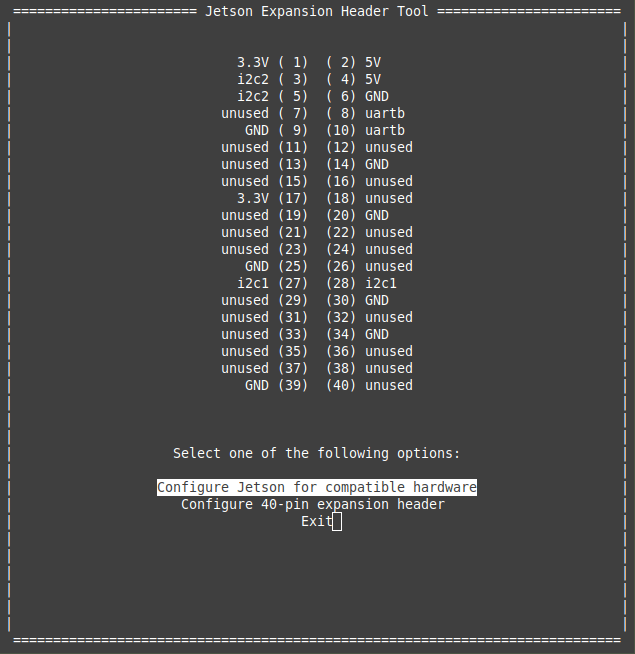 ======================= Jetson Expansion Header Tool =======================
3.3V ( 1)  ( 2) 5V
i2c2 ( 3)  ( 4) 5V
i2c2 ( 5)  ( 6) GND
unused ( 7)  ( 8) uartb
GND ( 9)  (10) uartb
unused (11)  (12) unused
unused (13)  (14) GND
unused (15)  (16) unused
3.3V (17)  (18) unused
unused (19)  (20) GND
unused (21)  (22) unused
unused (23)  (24) unused
GND (25)  (26) unused
i2c1 (27)  (28) i2c1
unused (29)  (30) GND
unused (31)  (32) unused
unused (33)  (34) GND
unused (35)  (36) unused
unused (37)  (38) unused
GND (39)  (40) unused
Select one of the following options:
Configure Jetson for compatible hardware
Configure 40-pin expansion header
Exit
============================================================================